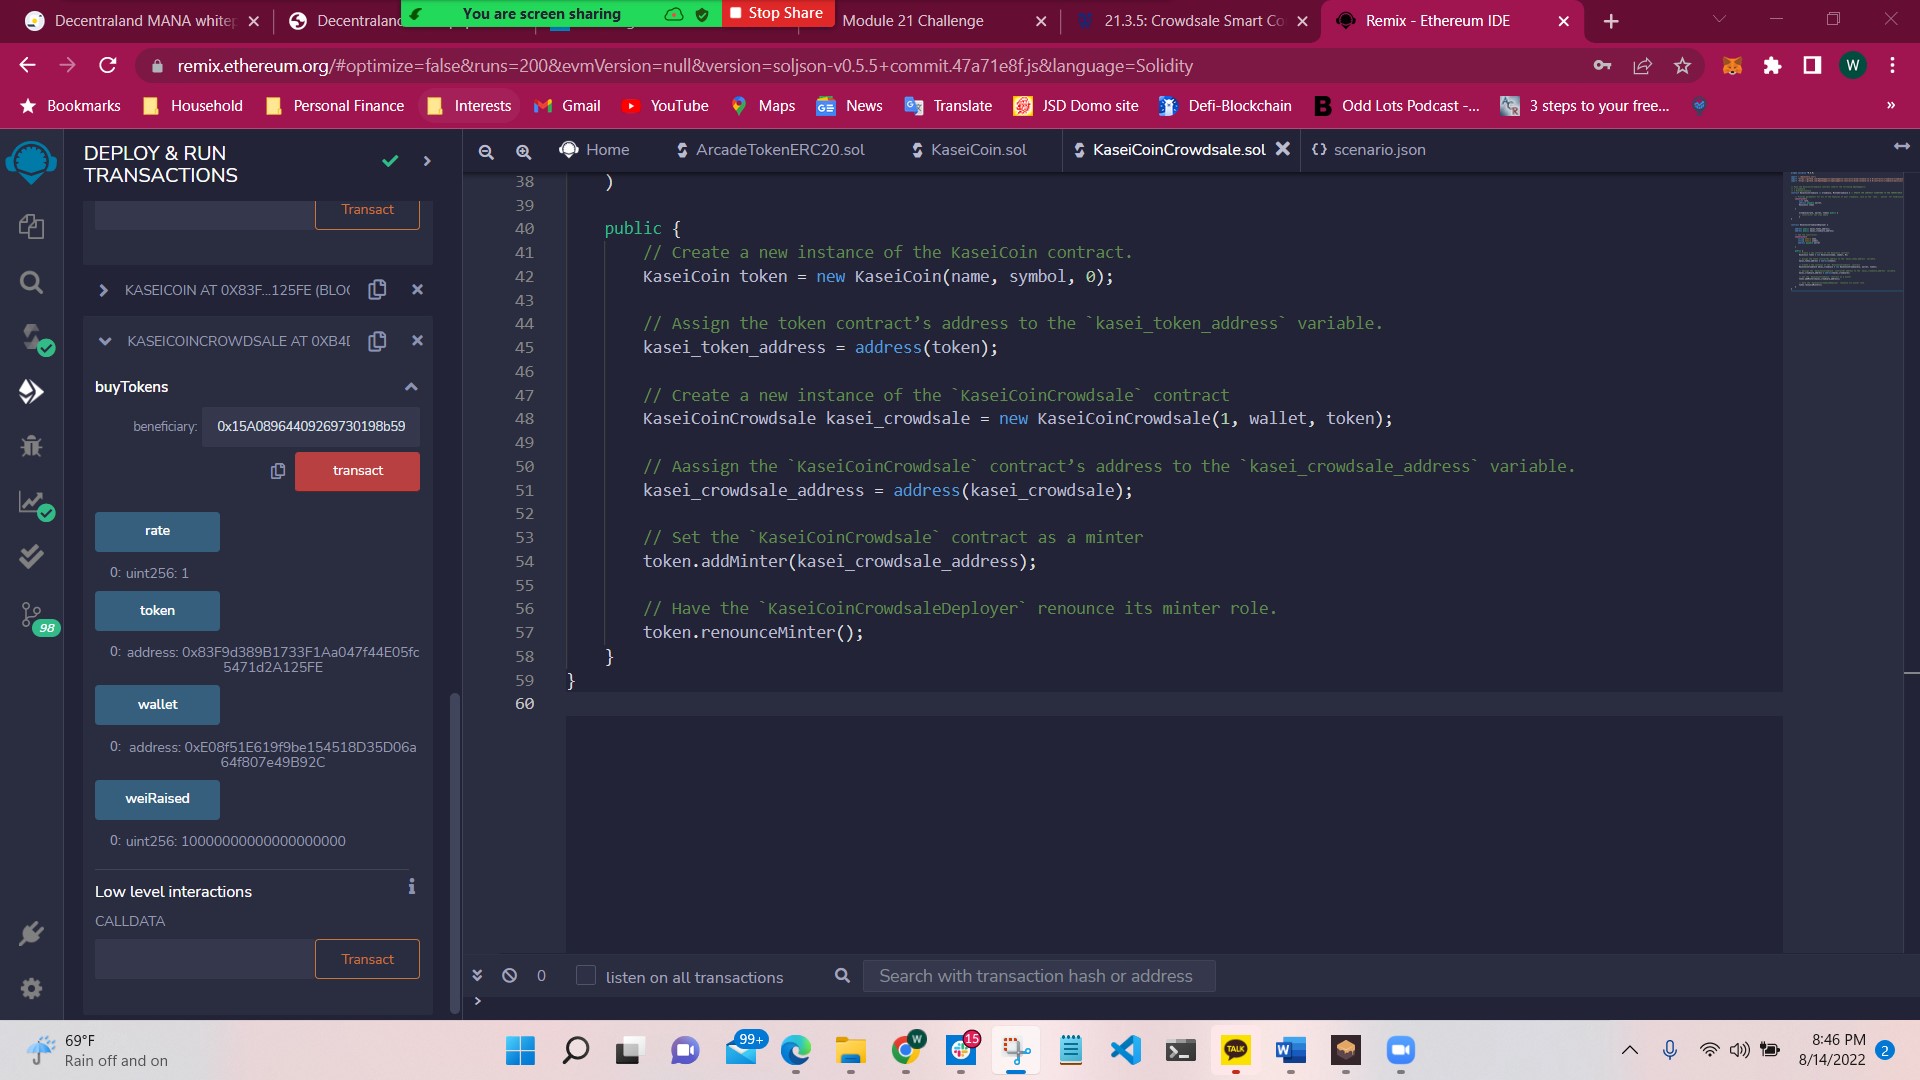 Decentraland MANA whitep
Decentraland
You are screen sharing
Stop Share
Module 21 Challenge
21.3.5: Crowdsale Smart Co
Remix - Ethereum IDE
remix.ethereum.org/#optimize=false&runs=200&evmVersion=null&version=soljson-v0.5.5+commit.47a71e8f.js&language=Solidity
W
Bookmarks
Household
Personal Finance
Interests
Gmail
YouTube
Maps
News
Translate
JSD Domo site
Defi-Blockchain
Odd Lots Podcast -...
3 steps to your free...
»
DEPLOY & RUN
TRANSACTIONS
Transact
KASEICOIN AT 0X83F...125FE (BLOC
KASEICOINCROWDSALE AT 0XB4
buyTokens
beneficiary:
0x15A08964409269730198b59
transact
rate
0: uint256: 1
token
0: address: 0x83F9d389B1733F1Aa047f44E05fc
5471d2A125FE
wallet
0: address: 0xE08f51E619f9be154518D35D06a
64f807e49B92C
weiRaised
Low level interactions
i
CALLDATA
Transact
98
Home
ArcadeTokenERC20.sol
KaseiCoin.sol
KaseiCoinCrowdsale.sol
{} scenario.json
38 )
39
40 public {
41 // Create a new instance of the KaseiCoin contract.
42 KaseiCoin token = new KaseiCoin(name, symbol, 0);
43
44 // Assign the token contract’s address to the `kasei_token_address` variable.
45 kasei_token_address = address(token);
46
47 // Create a new instance of the `KaseiCoinCrowdsale` contract
48 KaseiCoinCrowdsale kasei_crowdsale = new KaseiCoinCrowdsale(1, wallet, token);
49
50 // Aassign the `KaseiCoinCrowdsale` contract’s address to the `kasei_crowdsale_address` variable.
51 kasei_crowdsale_address = address(kasei_crowdsale);
52
53 // Set the `KaseiCoinCrowdsale` contract as a minter
54 token.addMinter(kasei_crowdsale_address);
55
56 // Have the `KaseiCoinCrowdsaleDeployer` renounce its minter role.
57 token.renounceMinter();
58 }
59 }
60
0
listen on all transactions
Search with transaction hash or address
>
69°F
Rain off and on
99+
W
15
TALK
W
8:46 PM
8/14/2022
2